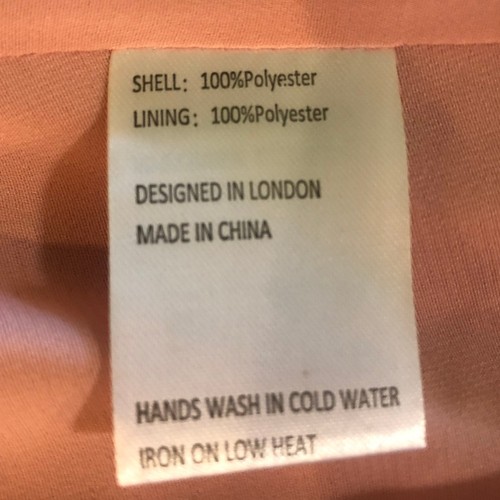 SHELL: 100%Polyester
LINING: 100%Polyester
DESIGNED IN LONDON
MADE IN CHINA
HANDS WASH IN COLD WATER
IRON ON LOW HEAT